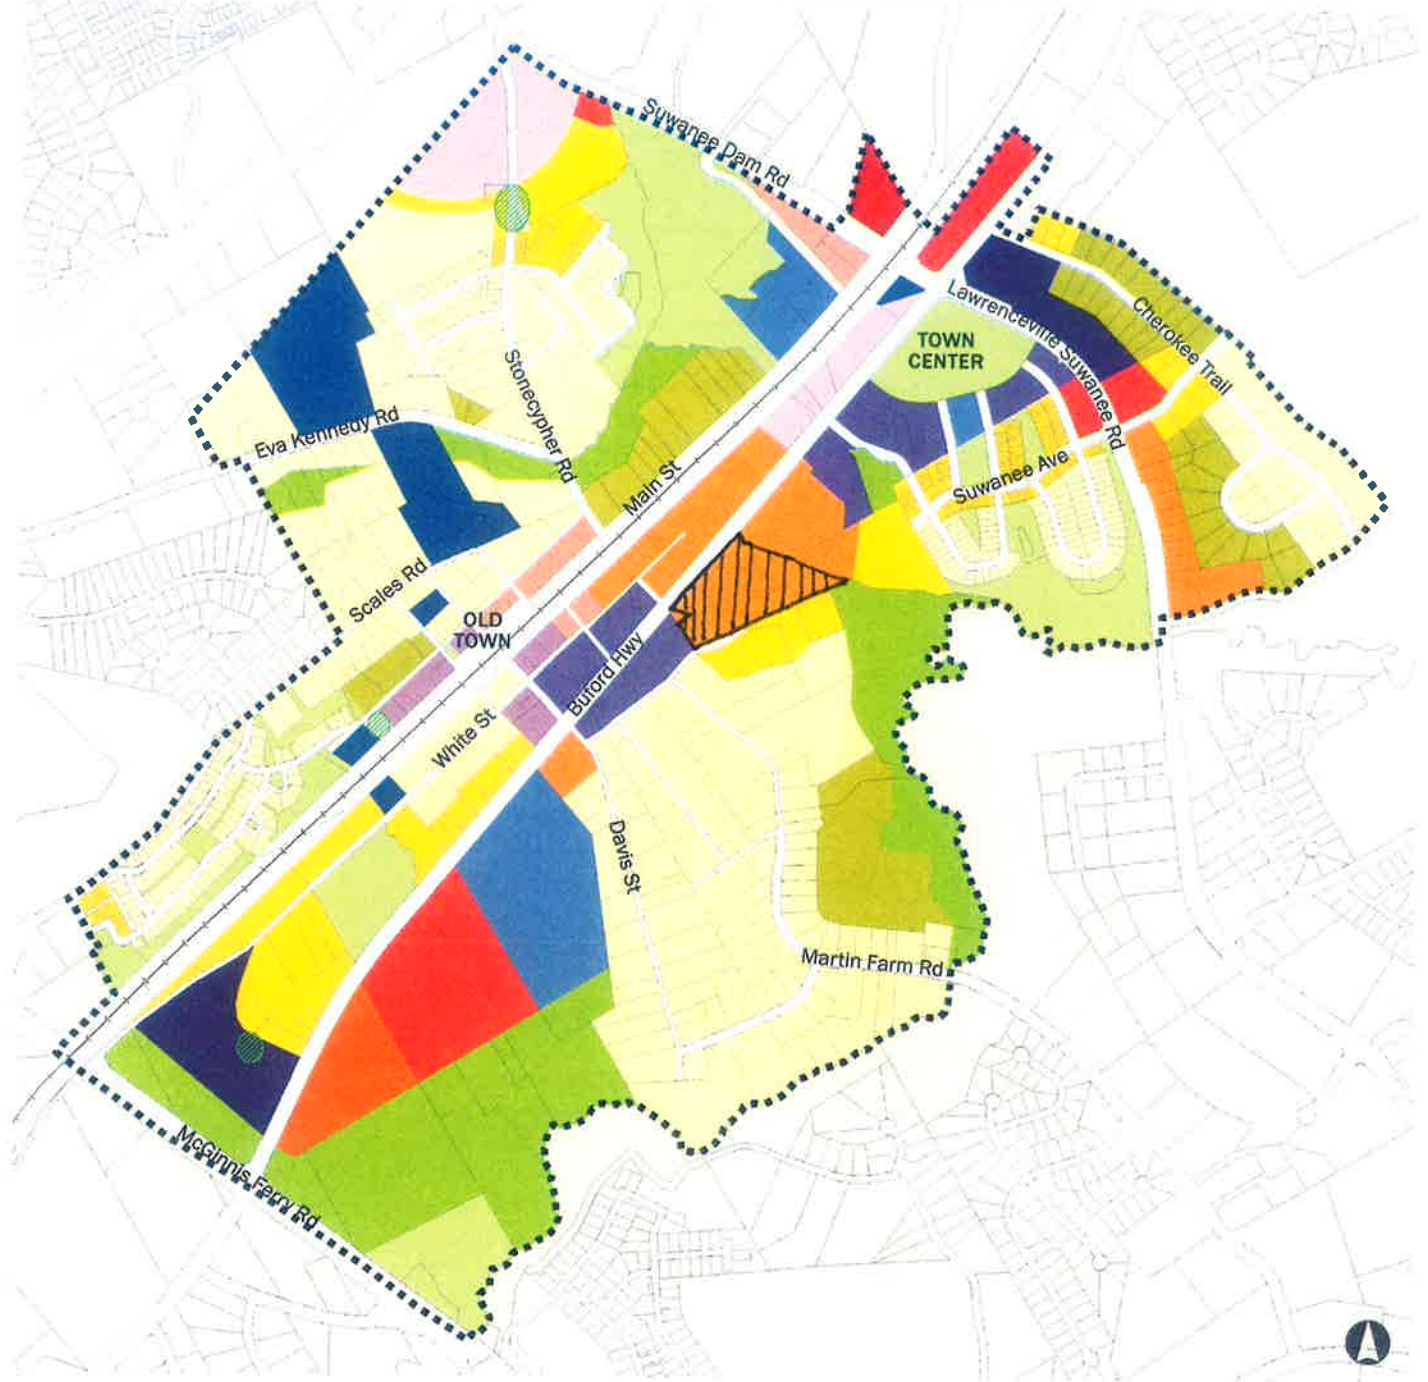 Suwanee Dam Rd
Lawrenceville Suwanee Rd
TOWN
CENTER
Cherokee Trail
Stonecypher Rd
Eva Kennedy Rd
Main St
Suwanee Ave
Scales Rd
OLD
TOWN
Buford Hwy
White St
Davis St
Martin Farm Rd
McGinnis Ferry Rd